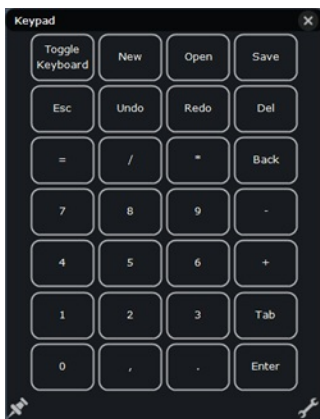 Keypad
Toggle
Keyboard
New
Open
Save
Esc
Undo
Redo
Del
=
/
*
Back
7
8
9
-
4
5
6
+
1
2
3
Tab
0
,
.
Enter